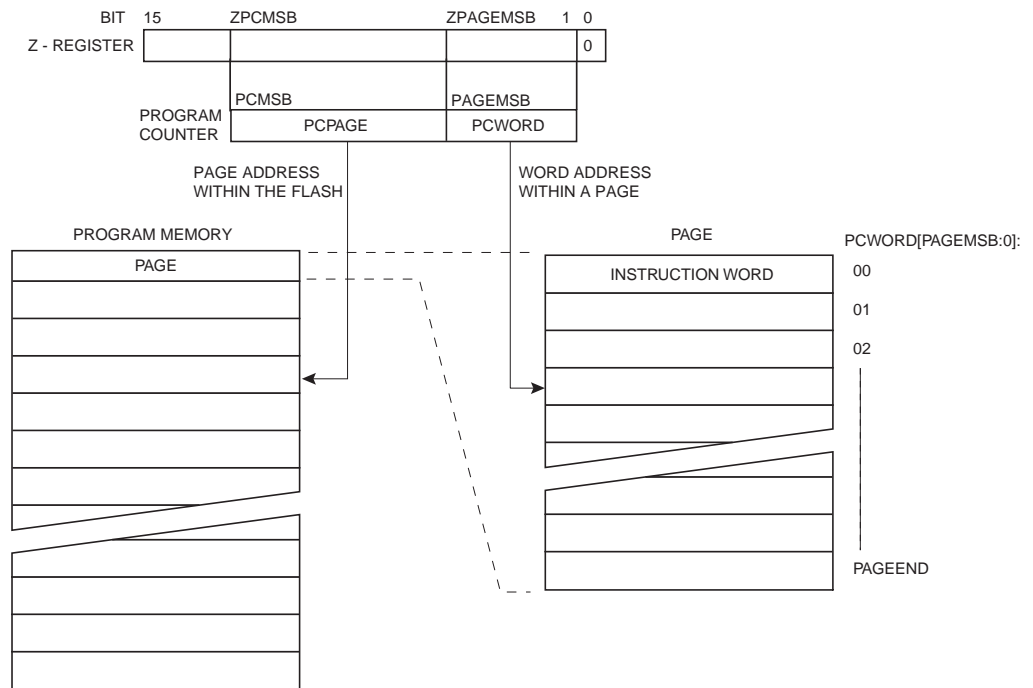 BIT 15 ZPCMSB ZPAGEMSB 1 0
Z - REGISTER 0
PCMSB PAGEMSB
PROGRAM
COUNTER
PCPAGE PCWORD
PAGE ADDRESS
WITHIN THE FLASH
WORD ADDRESS
WITHIN A PAGE
PROGRAM MEMORY
PAGE
PAGE
PCWORD[PAGEMSB:0]:
INSTRUCTION WORD
00
01
02
PAGEEND